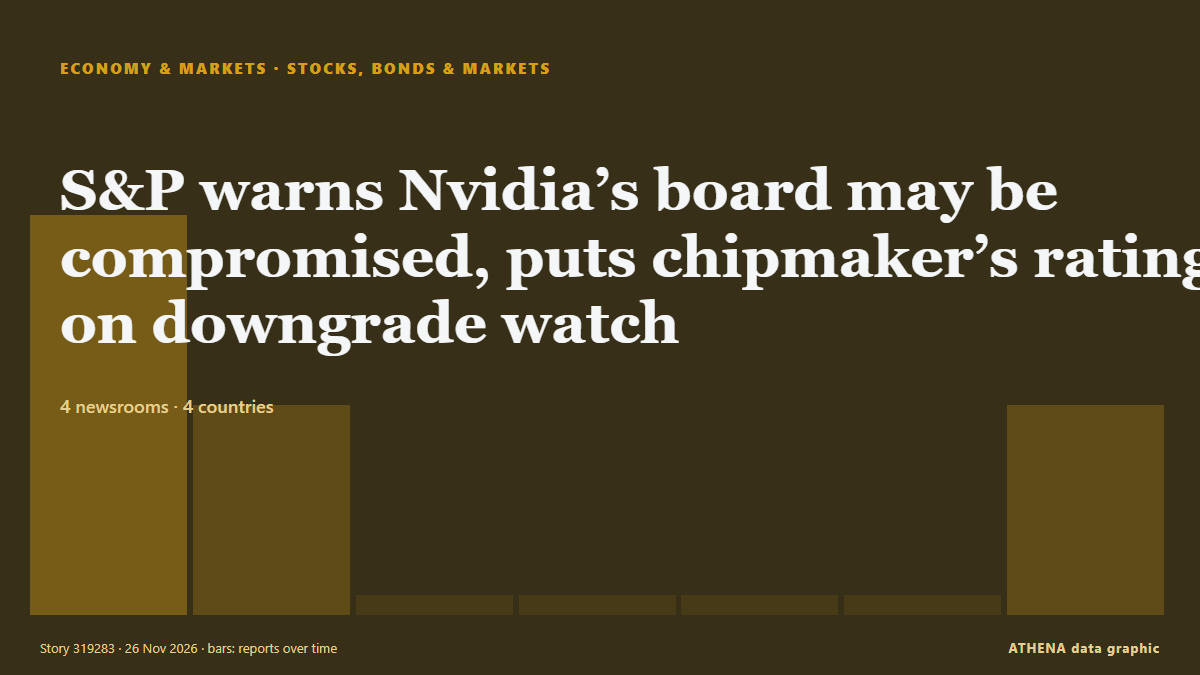 ECONOMY & MARKETS · STOCKS, BONDS & MARKETS
S&P warns Nvidia’s board may be
compromised, puts chipmaker’s rating
on downgrade watch
4 newsrooms · 4 countries
Story 319283 · 26 Nov 2026 · bars: reports over time
ATHENA data graphic